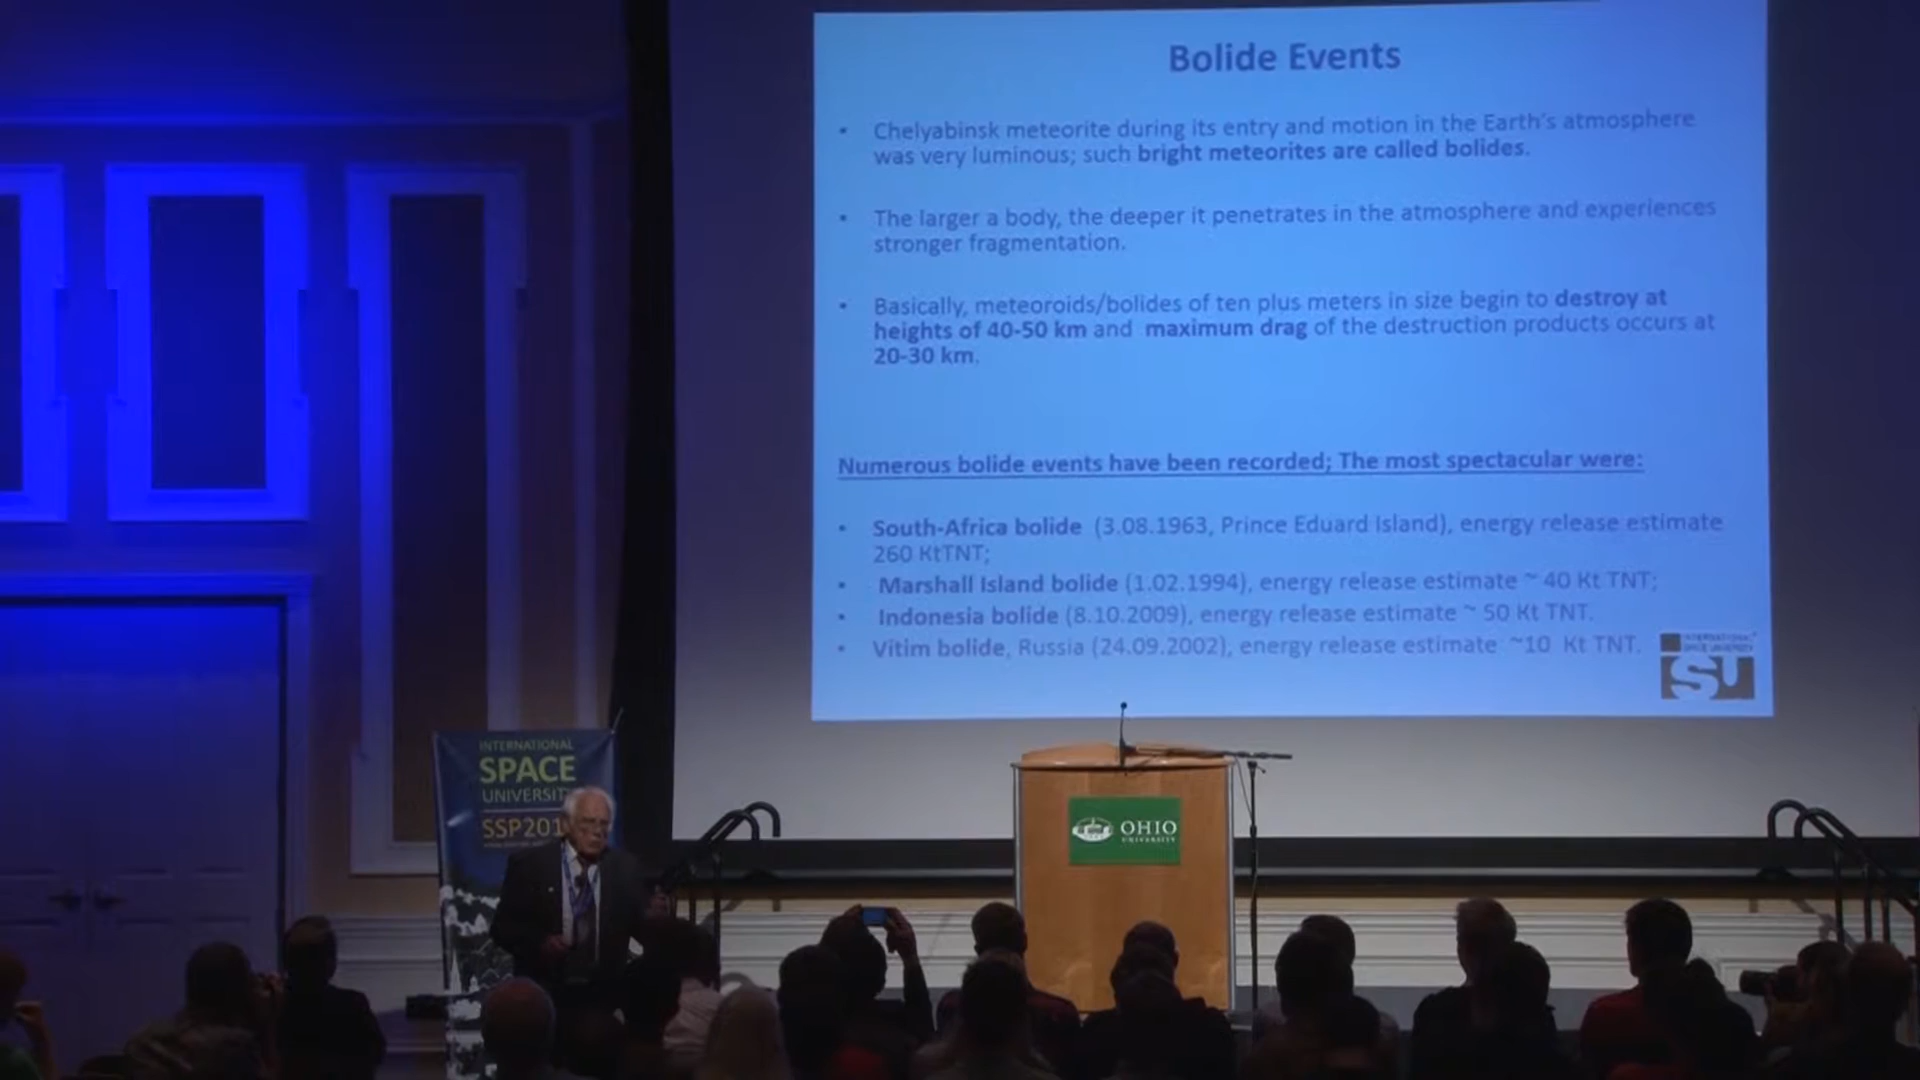 Bolide Events
• Chelyabinsk meteorite during its entry and motion in the Earth's atmosphere
was very luminous; such bright meteorites are called bolides.
• The larger a body, the deeper it penetrates in the atmosphere and experiences
stronger fragmentation.
• Basically, meteoroids/bolides of ten plus meters in size begin to destroy at
heights of 40-50 km and maximum drag of the destruction products occurs at
20-30 km.
Numerous bolide events have been recorded; The most spectacular were:
• South-Africa bolide (3.08.1963, Prince Eduard Island), energy release estimate
260 KtTNT;
• Marshall Island bolide (1.02.1994), energy release estimate ~ 40 Kt TNT;
• Indonesia bolide (8.10.2009), energy release estimate ~ 50 Kt TNT.
• Vitim bolide, Russia (24.09.2002), energy release estimate ~10 Kt TNT.
INTERNATIONAL
SPACE UNIVERSITY
ISU
INTERNATIONAL
SPACE
UNIVERSIT
SSP201
OHIO
UNIVERSITY